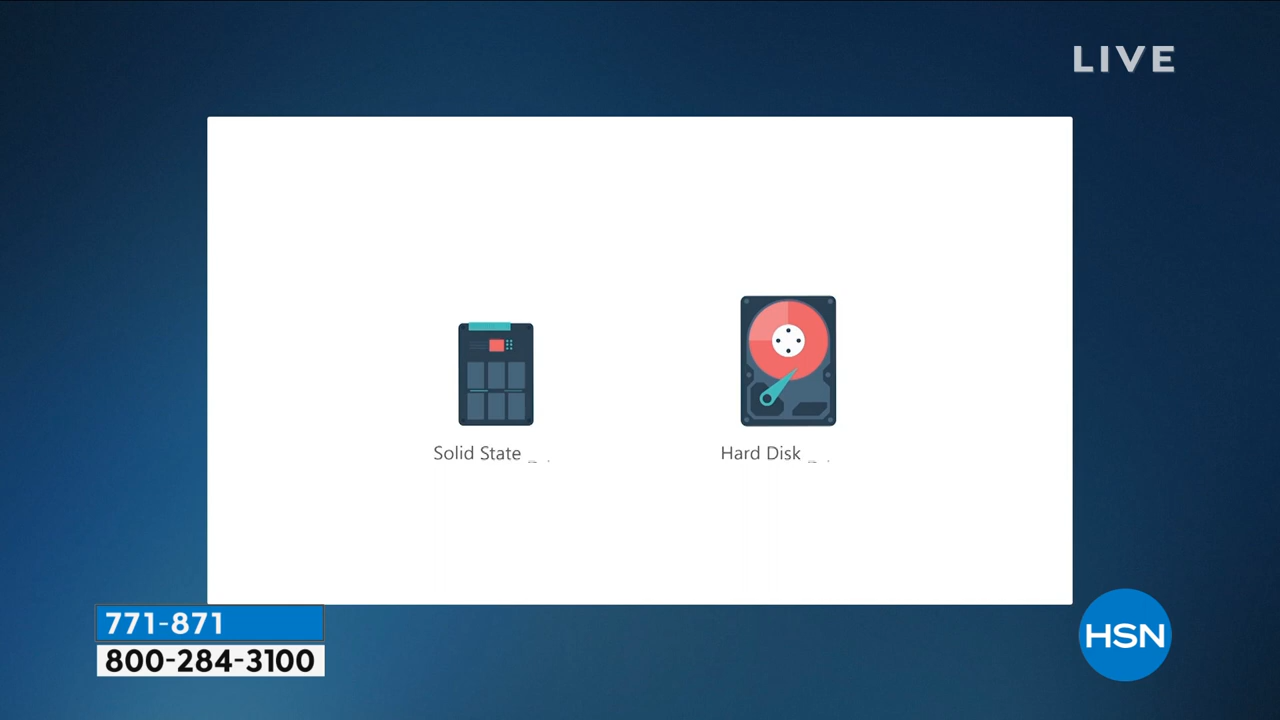 LIVE
Solid State
Hard Disk
771-871
800-284-3100
HSN